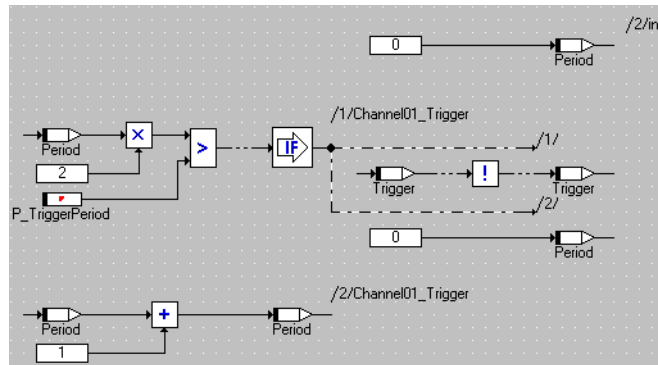 /2/in
0
Period
/1/Channel01_Trigger
Period
×
>
IF
/1/
2
Trigger
!
Trigger
P_TriggerPeriod
/2/
0
Period
/2/Channel01_Trigger
Period
+
Period
1